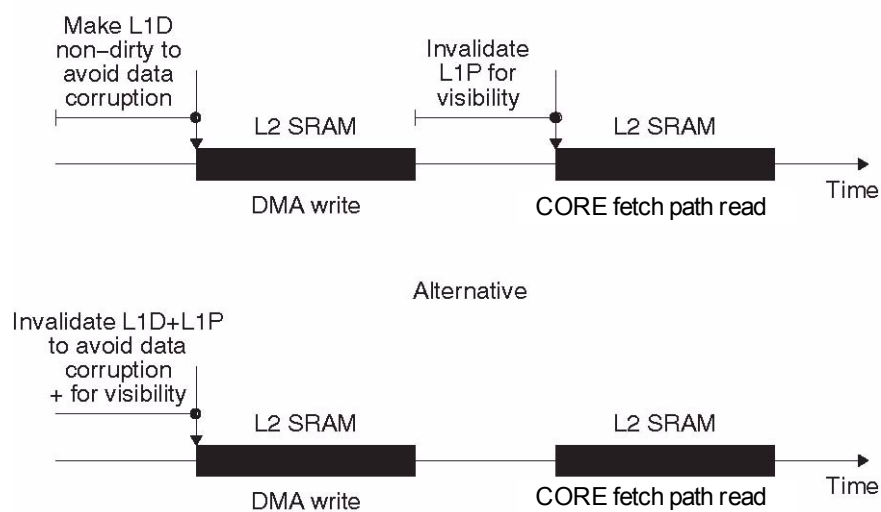 Make L1D
non–dirty to
avoid data
corruption
Invalidate
L1P for
visibility
L2 SRAM
L2 SRAM
Time
DMA write
CORE fetch path read
Alternative
Invalidate L1D+L1P
to avoid data
corruption
+ for visibility
L2 SRAM
L2 SRAM
Time
DMA write
CORE fetch path read